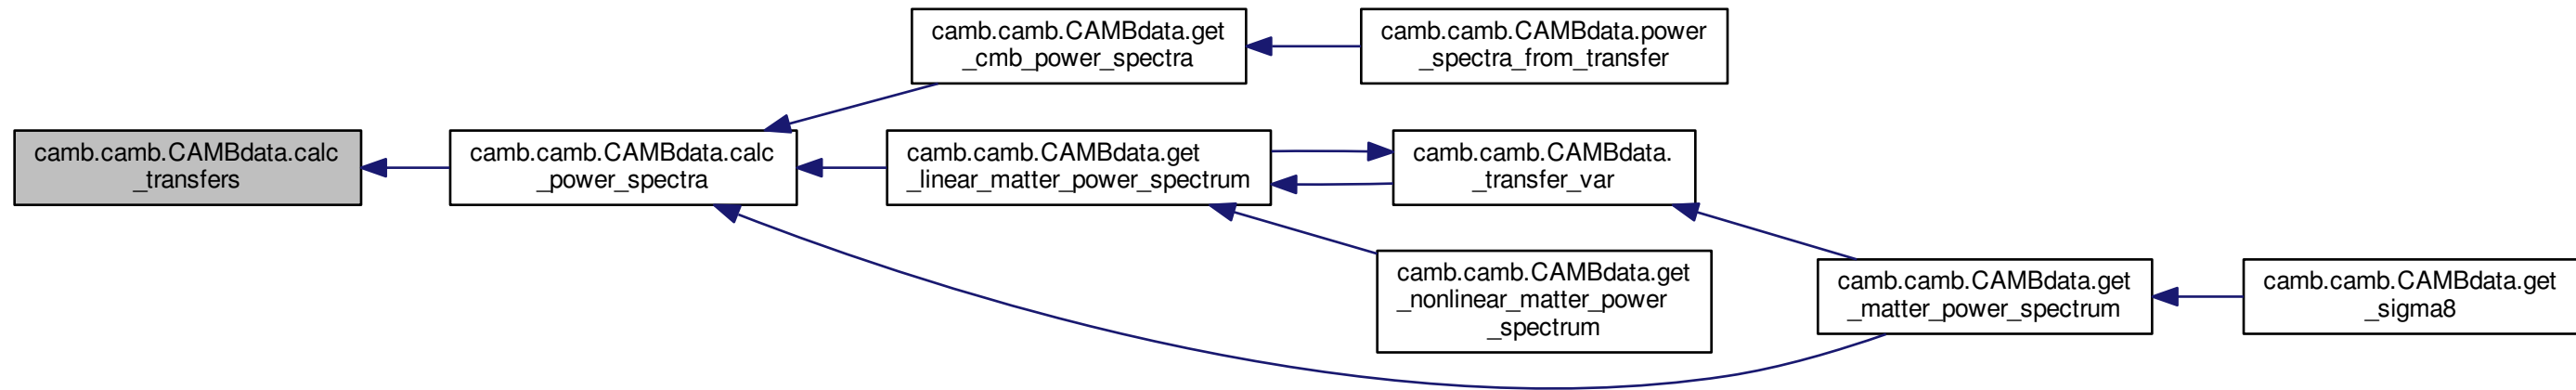 camb.camb.CAMBdata.get
_cmb_power_spectra
camb.camb.CAMBdata.power
_spectra_from_transfer
camb.camb.CAMBdata.calc
_transfers
camb.camb.CAMBdata.calc
_power_spectra
camb.camb.CAMBdata.get
_linear_matter_power_spectrum
camb.camb.CAMBdata.
_transfer_var
camb.camb.CAMBdata.get
_nonlinear_matter_power
_spectrum
camb.camb.CAMBdata.get
_matter_power_spectrum
camb.camb.CAMBdata.get
_sigma8